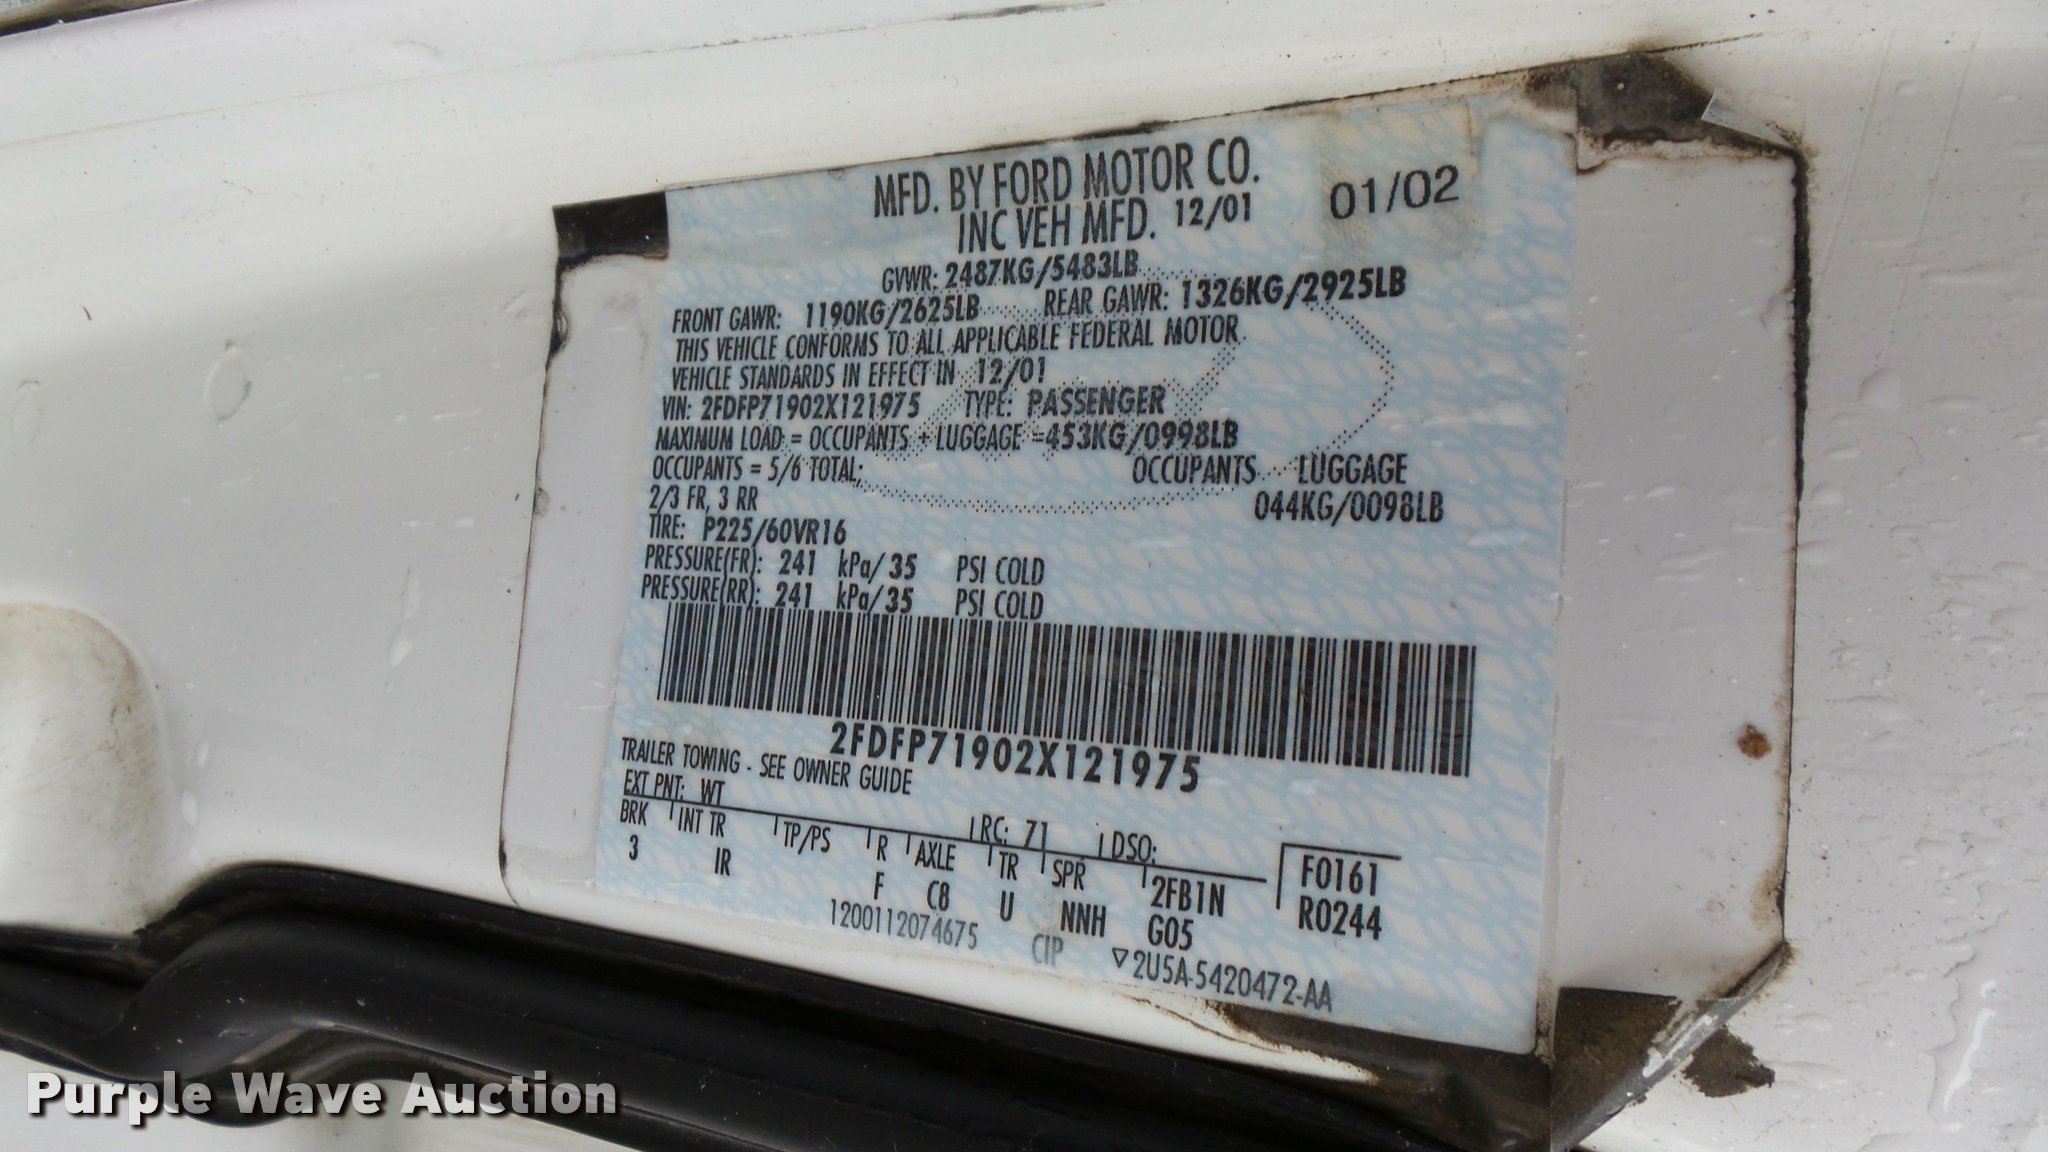 MFD. BY FORD MOTOR CO.
INC VEH MFD. 12/01 01/02
GVWR: 2487KG/5483LB
FRONT GAWR: 1190KG/2625LB REAR GAWR: 1326KG/2925LB
THIS VEHICLE CONFORMS TO ALL APPLICABLE FEDERAL MOTOR
VEHICLE STANDARDS IN EFFECT IN 12/01
VIN: 2FDFP71902X121975 TYPE: PASSENGER
MAXIMUM LOAD = OCCUPANTS + LUGGAGE =453KG/0998LB
OCCUPANTS = 5/6 TOTAL; OCCUPANTS LUGGAGE
2/3 FR, 3 RR 044KG/0098LB
TIRE: P225/60VR16
PRESSURE(FR): 241 kPa/35 PSI COLD
PRESSURE(RR): 241 kPa/35 PSI COLD
2FDFP71902X121975
TRAILER TOWING - SEE OWNER GUIDE
EXT PNT: WT RC: 71 DSO:
BRK INT TR TP/PS R AXLE TR SPR 2FB1N F0161
3 IR F C8 U NNH G05 R0244
1200112074675 CIP ▽2U5A-5420472-AA
Purple Wave Auction